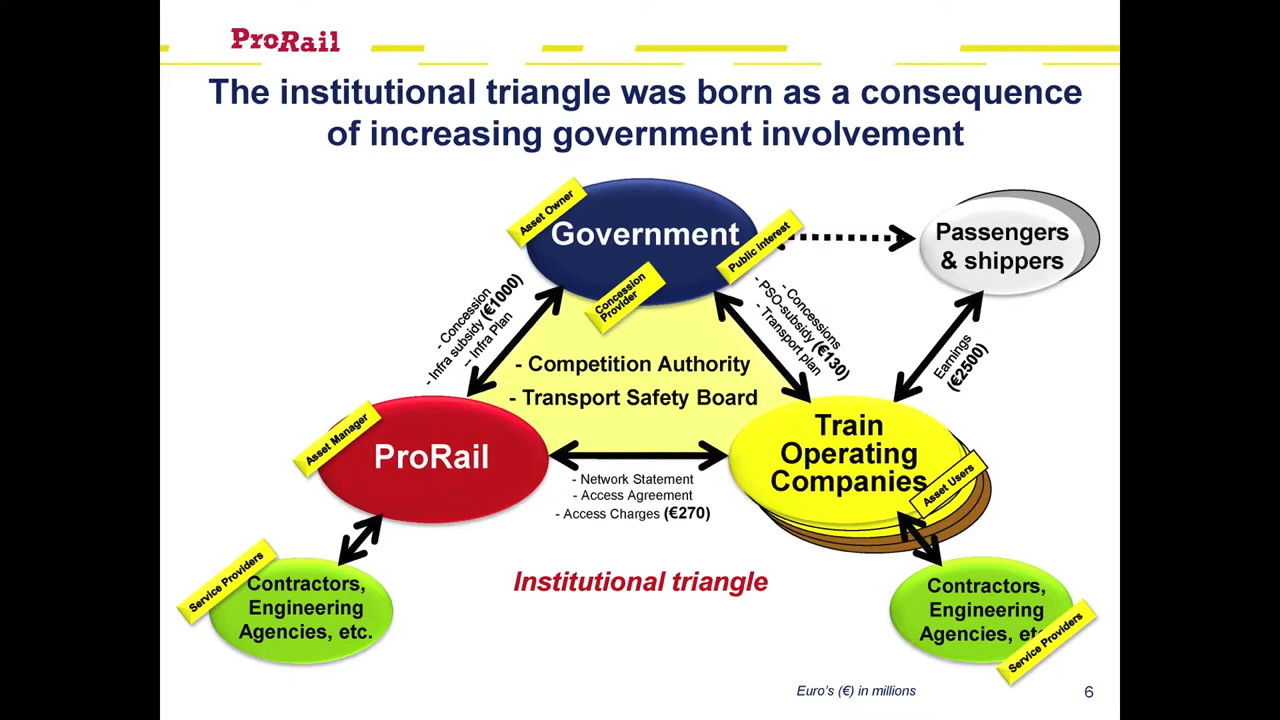 ProRail
The institutional triangle was born as a consequence
of increasing government involvement
Asset Owner
Government
Public Interest
Concession
Provider
Passengers
& shippers
- Concession
- Infra subsidy (€1000)
– Infra Plan
- Concessions
- PSO-subsidy (€130)
- Transport plan
Earnings
(€2500)
- Competition Authority
- Transport Safety Board
Asset Manager
ProRail
Train
Operating
Companies
Asset Users
- Network Statement
- Access Agreement
- Access Charges (€270)
Service Providers
Contractors,
Engineering
Agencies, etc.
Institutional triangle
Contractors,
Engineering
Agencies, etc
Service Providers
Euro's (€) in millions
6